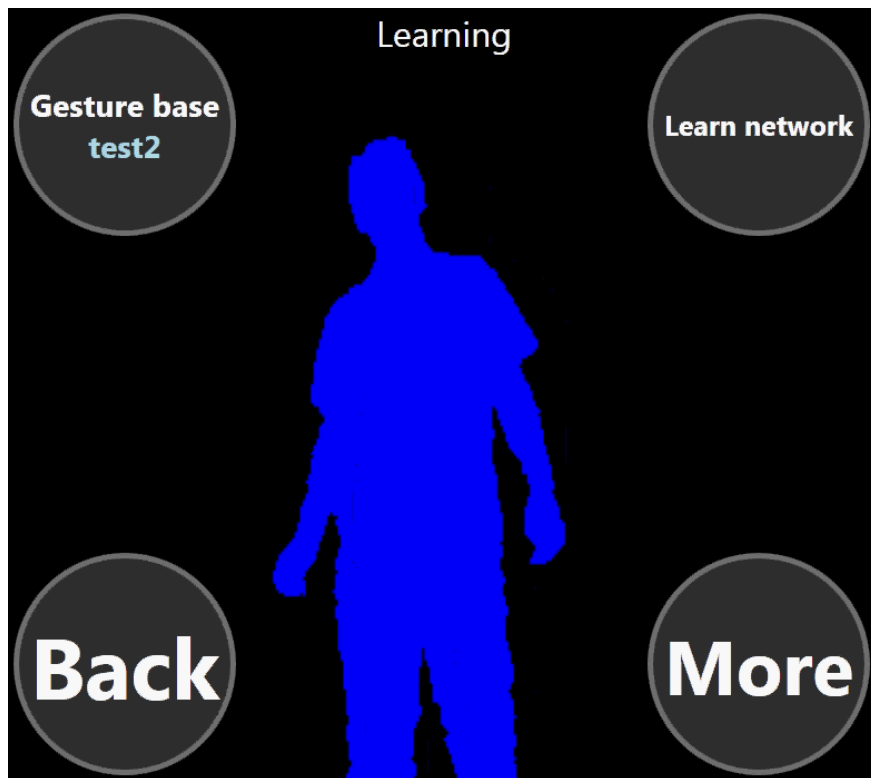 Learning
Gesture base
test2
Learn network
Back
More